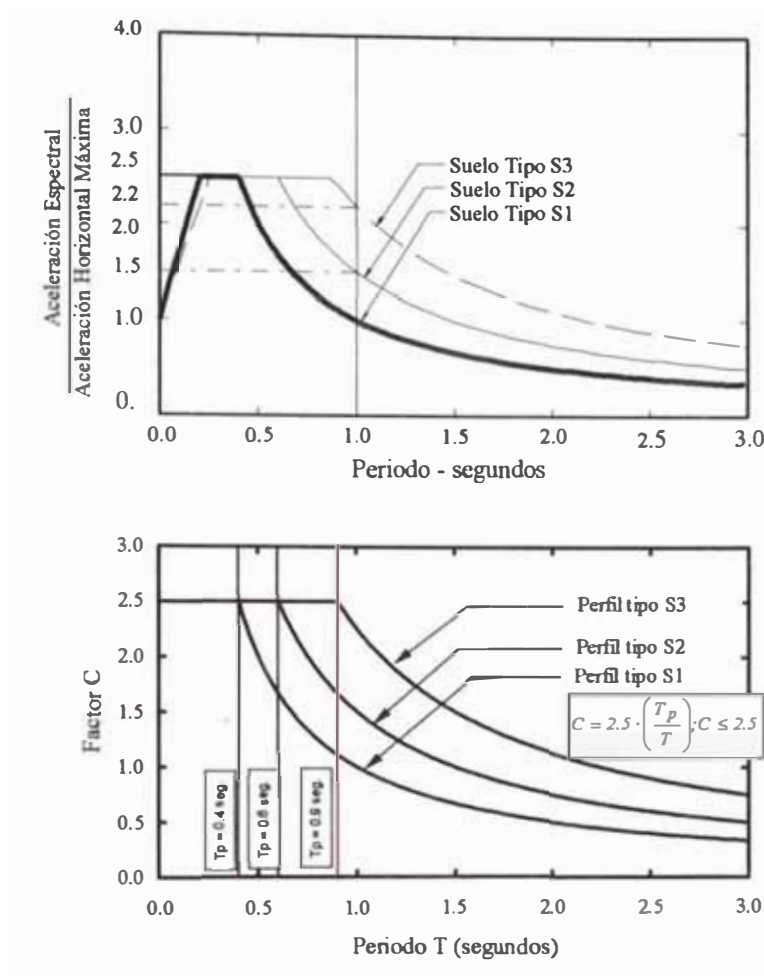 Aceleración Espectral
Aceleración Horizontal Máxima
4.0
3.0
2.5
2.2
2.0
1.5
1.0
0.
Suelo Tipo S3
Suelo Tipo S2
Suelo Tipo S1
0.0 0.5 1.0 1.5 2.0 2.5 3.0
Periodo - segundos
Factor C
3.0
2.5
2.0
1.5
1.0
0.5
0.0
Perfil tipo S3
Perfil tipo S2
Perfil tipo S1
C = 2.5 · (T_p / T); C ≤ 2.5
Tp = 0.4 seg.
Tp = 0.6 seg.
Tp = 0.9 seg.
0.0 0.5 1.0 1.5 2.0 2.5 3.0
Periodo T (segundos)